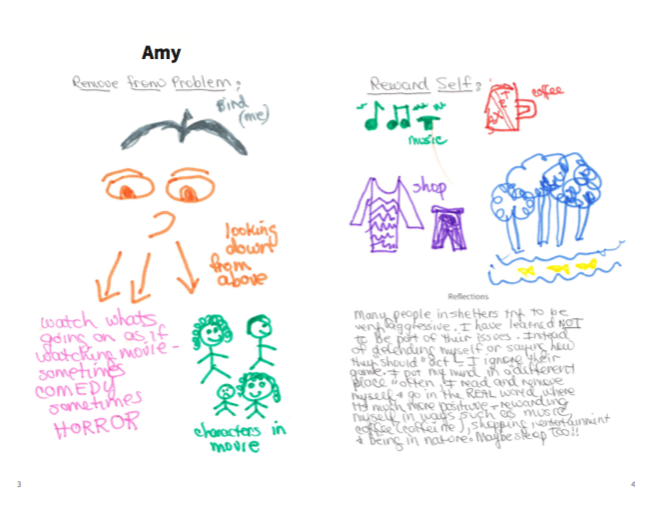 Amy
Remove from Problem:
Bird
(me)
looking
down
from
above
watch whats
going on as if
watching movie -
sometimes
COMEDY
sometimes
HORROR
characters in
movie
3
Reward Self:
music
coffee
shop
Reflections
Many people in shelters tnt to be
very aggressive. I have learned NOT
to be part of their issues. Instead
of defending myself or saying how
they should "act" I ignore their
game. I put my mind in a different
place often. I read and remove
myself & go in the REAL world where
its much more positive - rewarding
myself in ways such as music,
coffee (caffeine), shopping, entertainment
& being in nature. Maybe sleep TOO!!
4